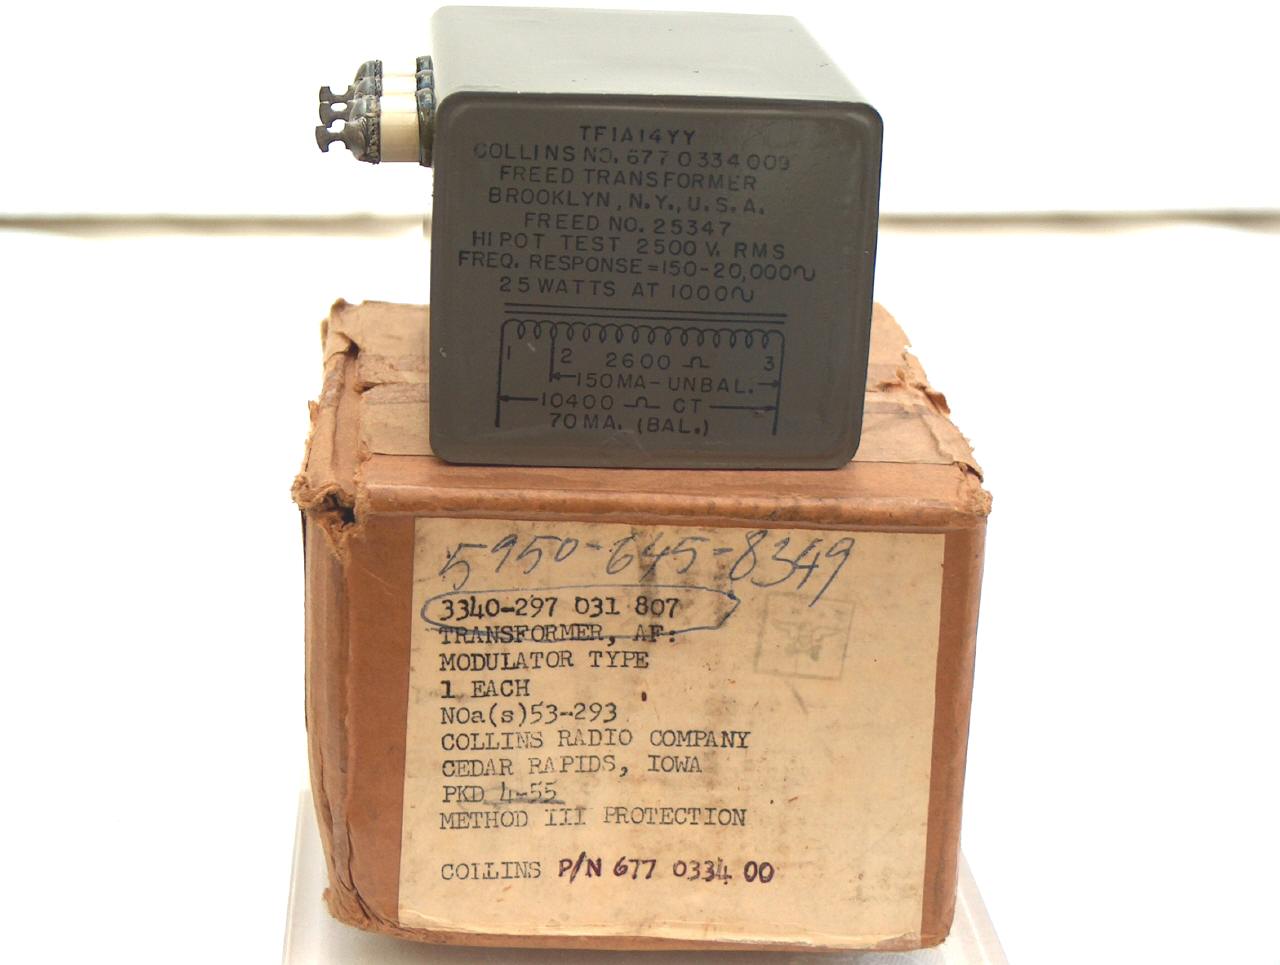 TF1A14YY
COLLINS NO. 677 0334 009
FREED TRANSFORMER
BROOKLYN, N.Y., U.S.A.
FREED NO. 25347
HIPOT TEST 2500 V. RMS
FREQ. RESPONSE=150-20,000∿
25 WATTS AT 1000∿
1 2 2600 Ω 3
150MA-UNBAL.
10400 Ω CT
70 MA. (BAL.)
5950-645-8349
3340-297 031 807
TRANSFORMER, AF:
MODULATOR TYPE
1 EACH
NOa(s)53-293
COLLINS RADIO COMPANY
CEDAR RAPIDS, IOWA
PKD 4-55
METHOD III PROTECTION
COLLINS P/N 677 0334 00